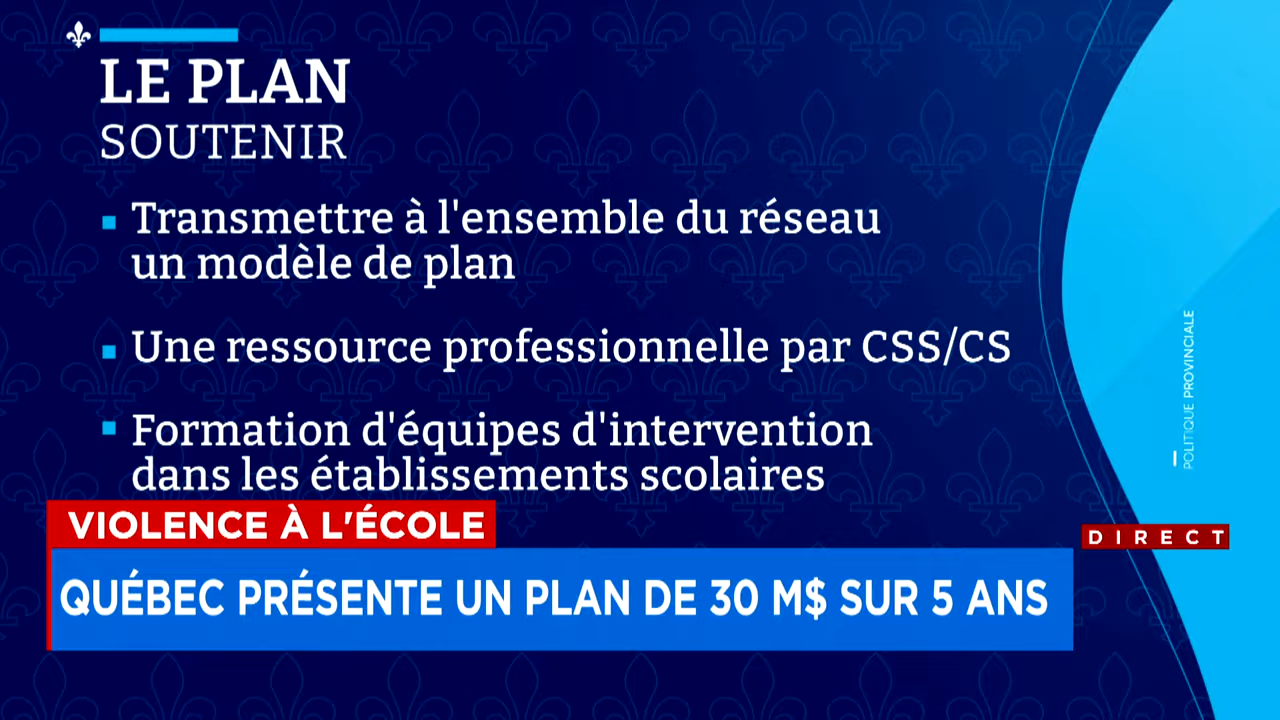 LE PLAN
SOUTENIR
▪ Transmettre à l'ensemble du réseau
un modèle de plan
▪ Une ressource professionnelle par CSS/CS
▪ Formation d'équipes d'intervention
dans les établissements scolaires
VIOLENCE À L'ÉCOLE
DIRECT
QUÉBEC PRÉSENTE UN PLAN DE 30 M$ SUR 5 ANS
POLITIQUE PROVINCIALE